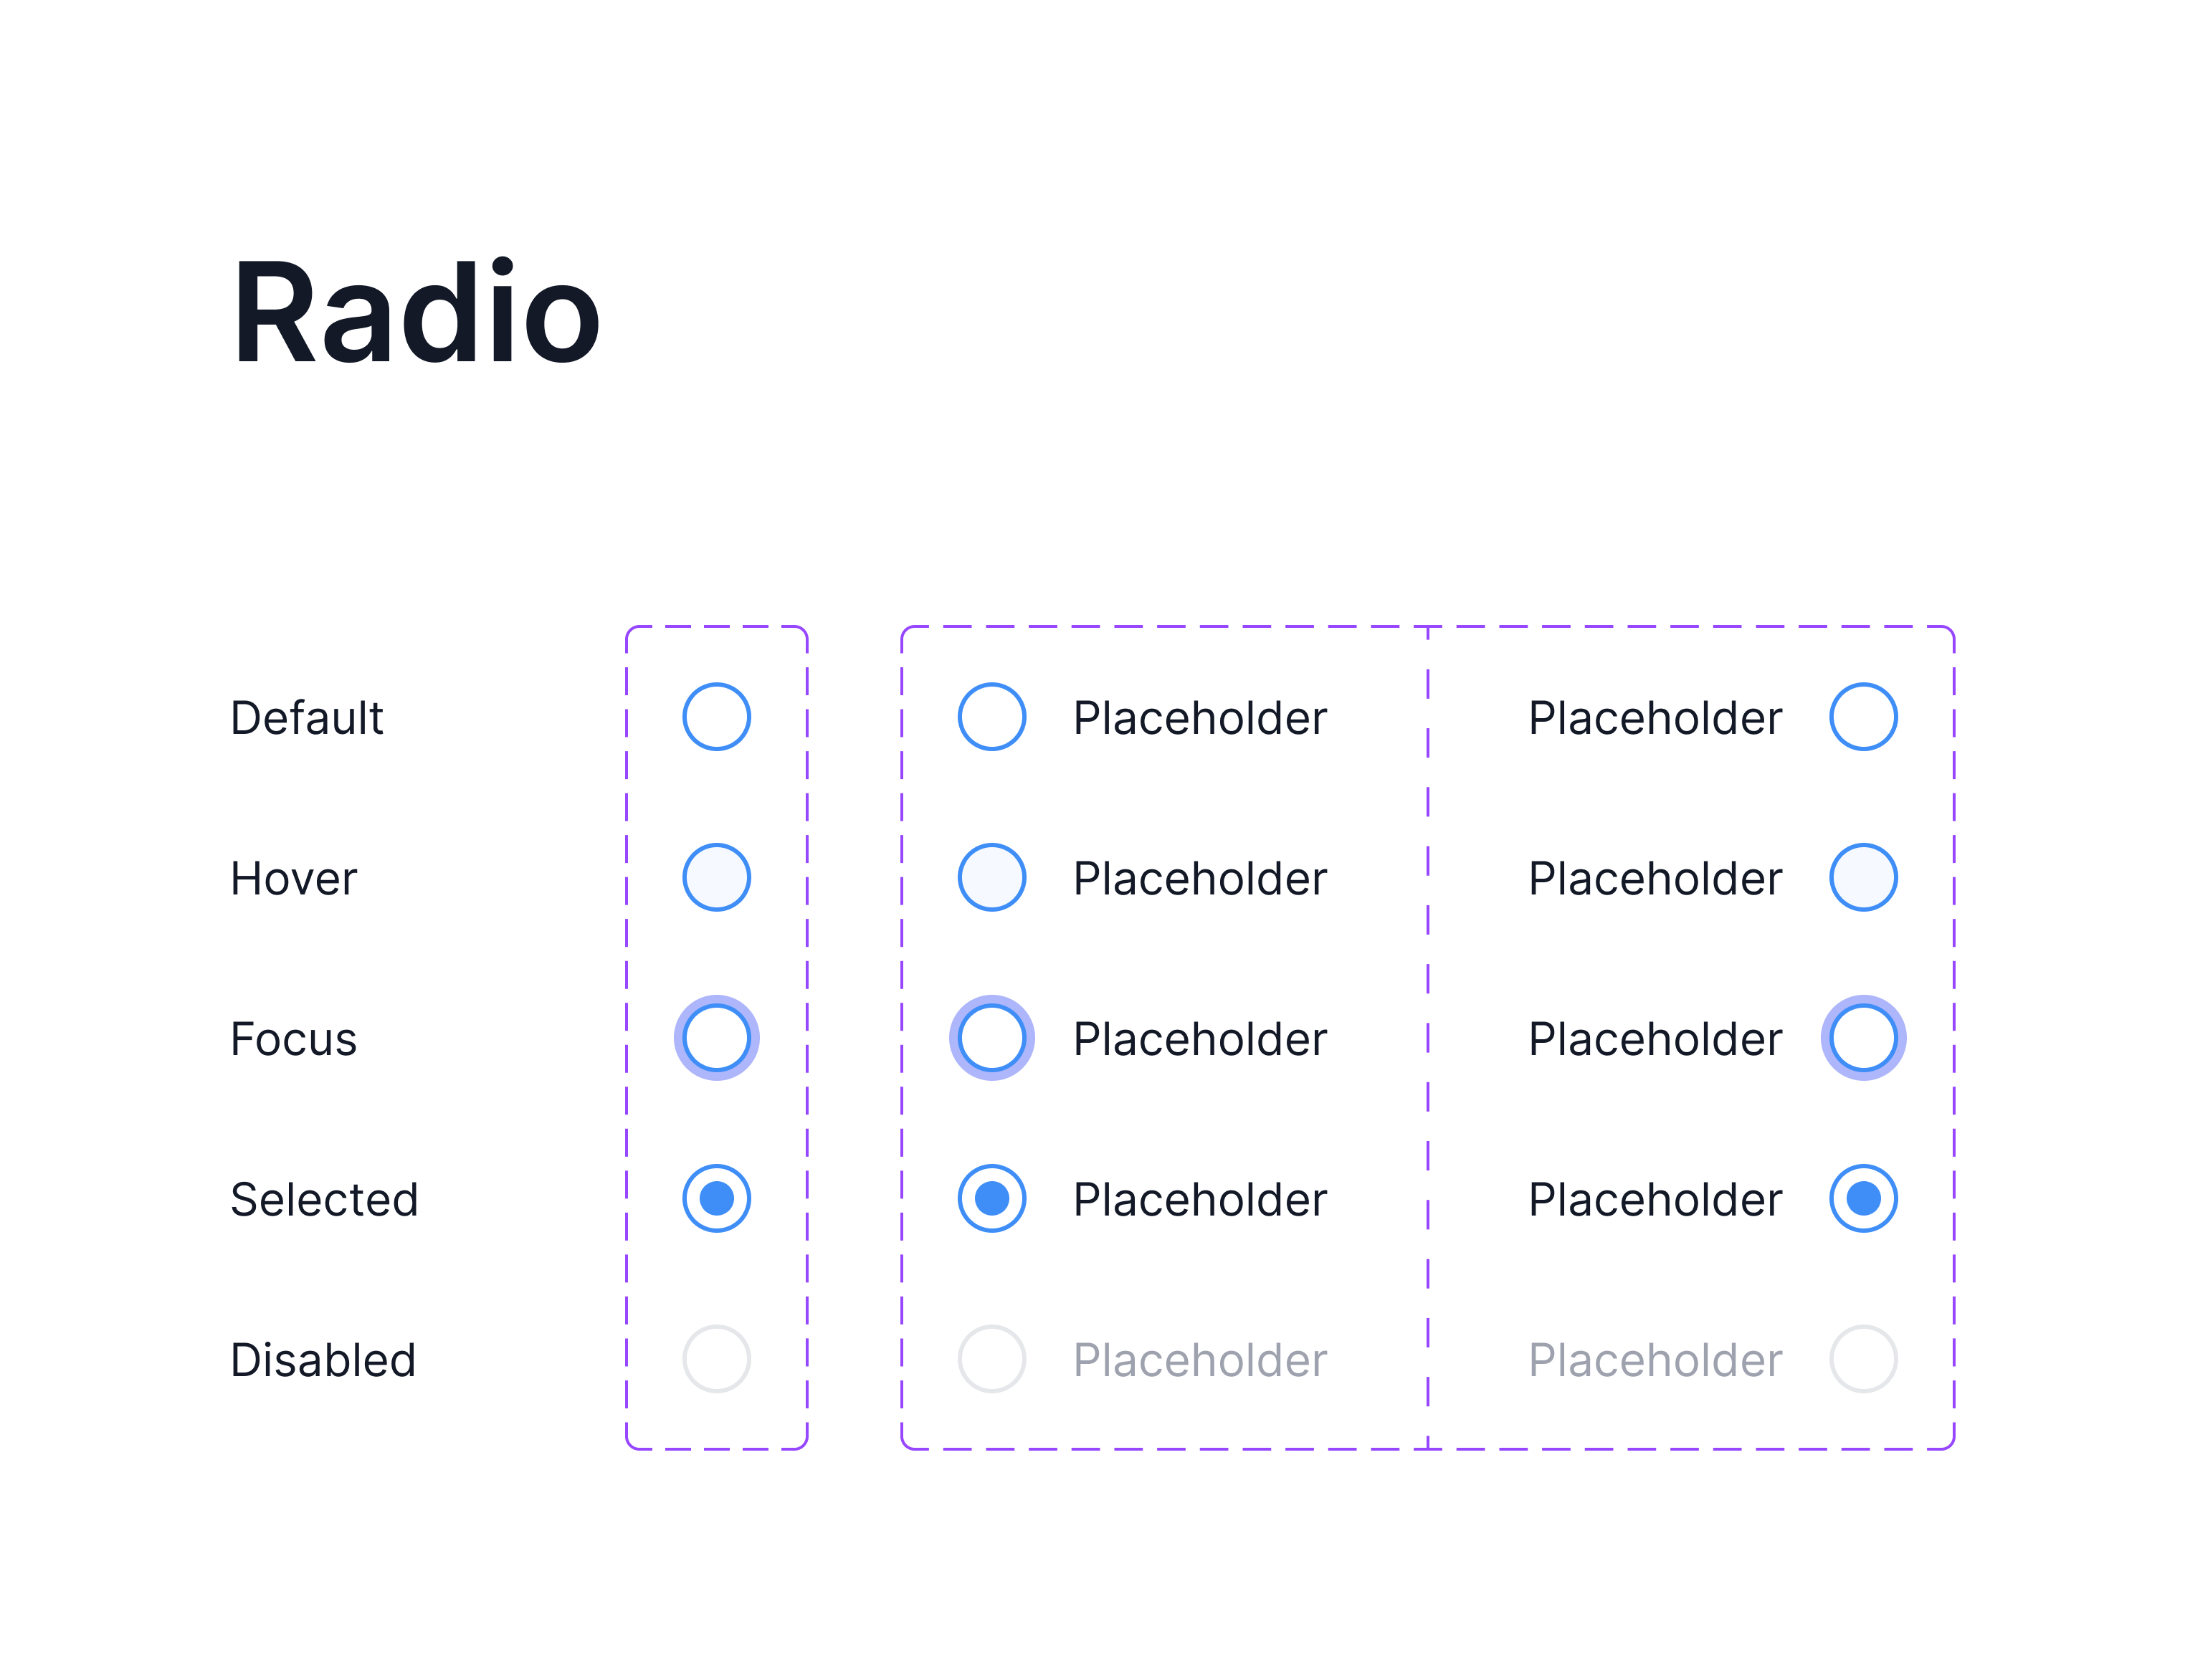 Radio
Default Placeholder Placeholder
Hover Placeholder Placeholder
Focus Placeholder Placeholder
Selected Placeholder Placeholder
Disabled Placeholder Placeholder